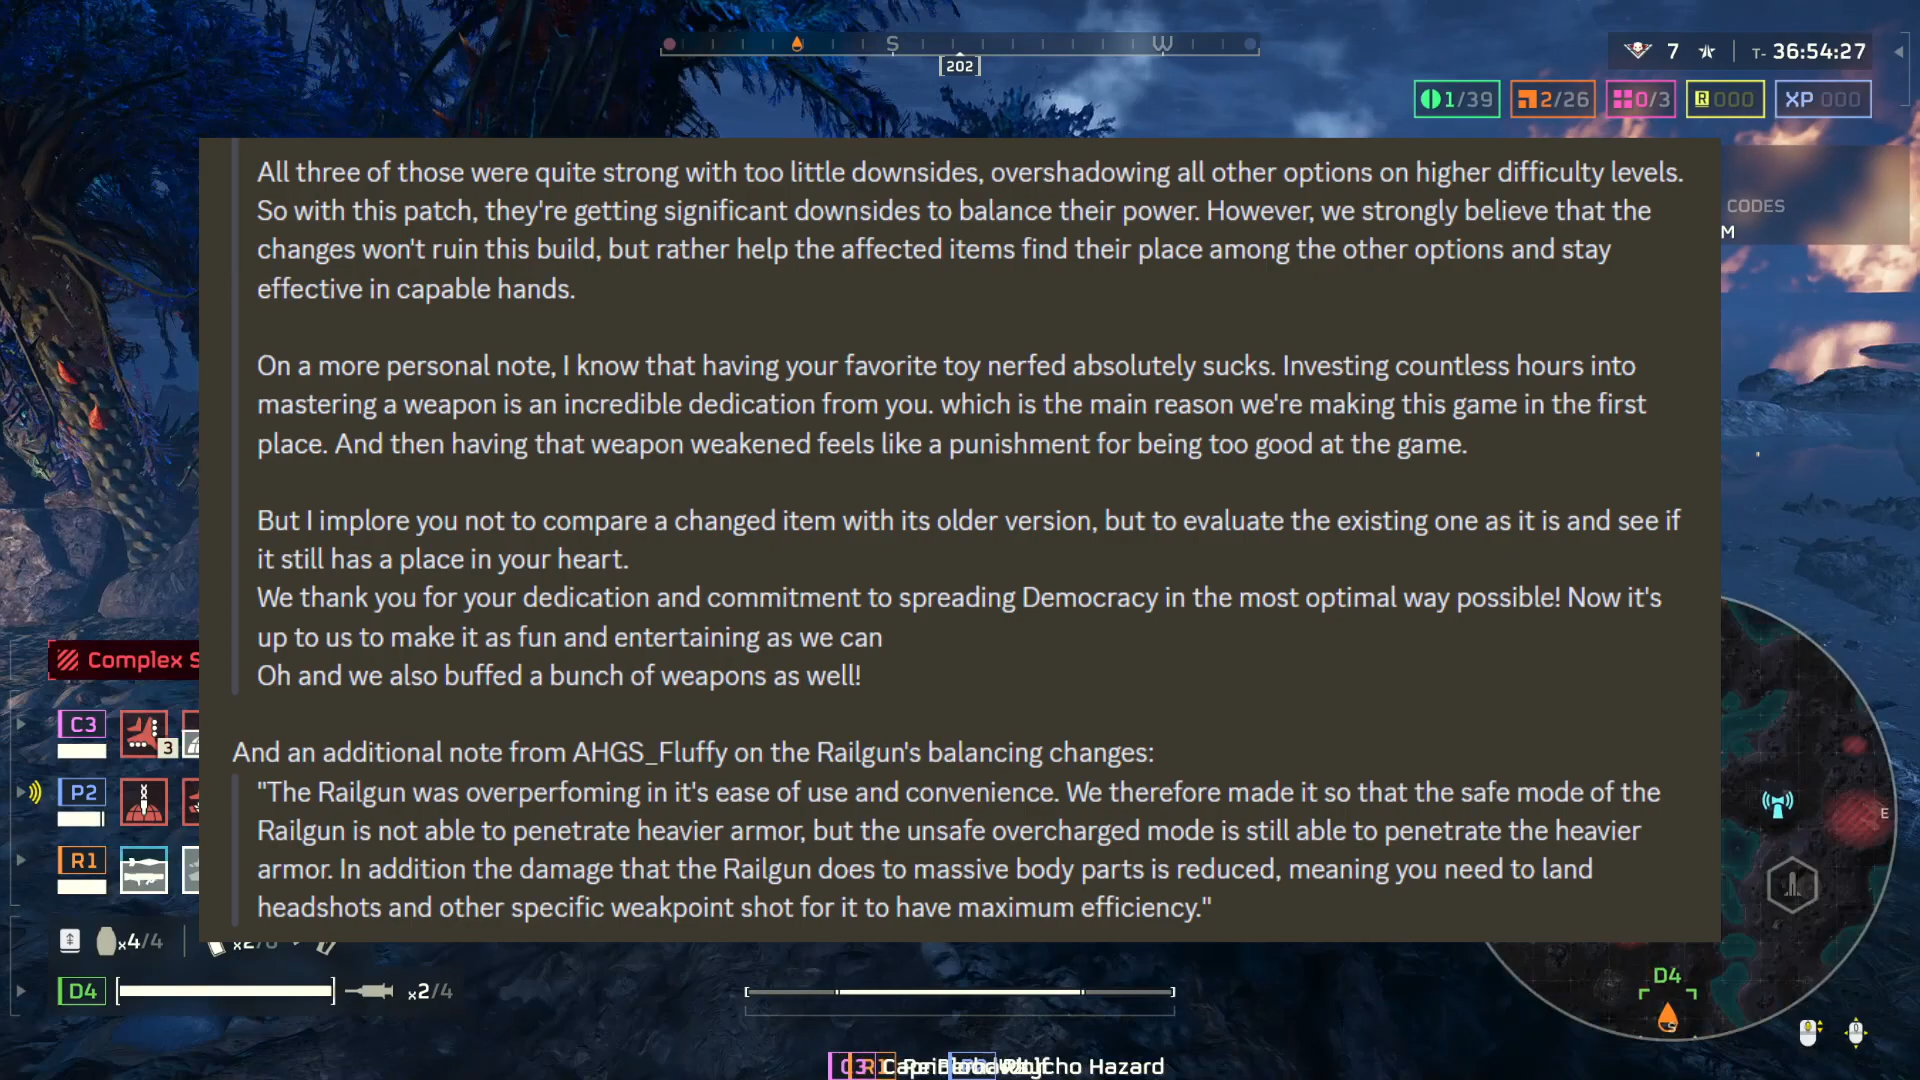 S
W
202
7
T- 36:54:27
1/39
2/26
0/3
R 000
XP 000
CODES
M
All three of those were quite strong with too little downsides, overshadowing all other options on higher difficulty levels.
So with this patch, they're getting significant downsides to balance their power. However, we strongly believe that the
changes won't ruin this build, but rather help the affected items find their place among the other options and stay
effective in capable hands.
On a more personal note, I know that having your favorite toy nerfed absolutely sucks. Investing countless hours into
mastering a weapon is an incredible dedication from you. which is the main reason we're making this game in the first
place. And then having that weapon weakened feels like a punishment for being too good at the game.
But I implore you not to compare a changed item with its older version, but to evaluate the existing one as it is and see if
it still has a place in your heart.
We thank you for your dedication and commitment to spreading Democracy in the most optimal way possible! Now it's
up to us to make it as fun and entertaining as we can
Oh and we also buffed a bunch of weapons as well!
And an additional note from AHGS_Fluffy on the Railgun's balancing changes:
"The Railgun was overperfoming in it's ease of use and convenience. We therefore made it so that the safe mode of the
Railgun is not able to penetrate heavier armor, but the unsafe overcharged mode is still able to penetrate the heavier
armor. In addition the damage that the Railgun does to massive body parts is reduced, meaning you need to land
headshots and other specific weakpoint shot for it to have maximum efficiency."
Complex S
C3
3
P2
R1
x4/4
D4
x2/4
E
D4
Hazard